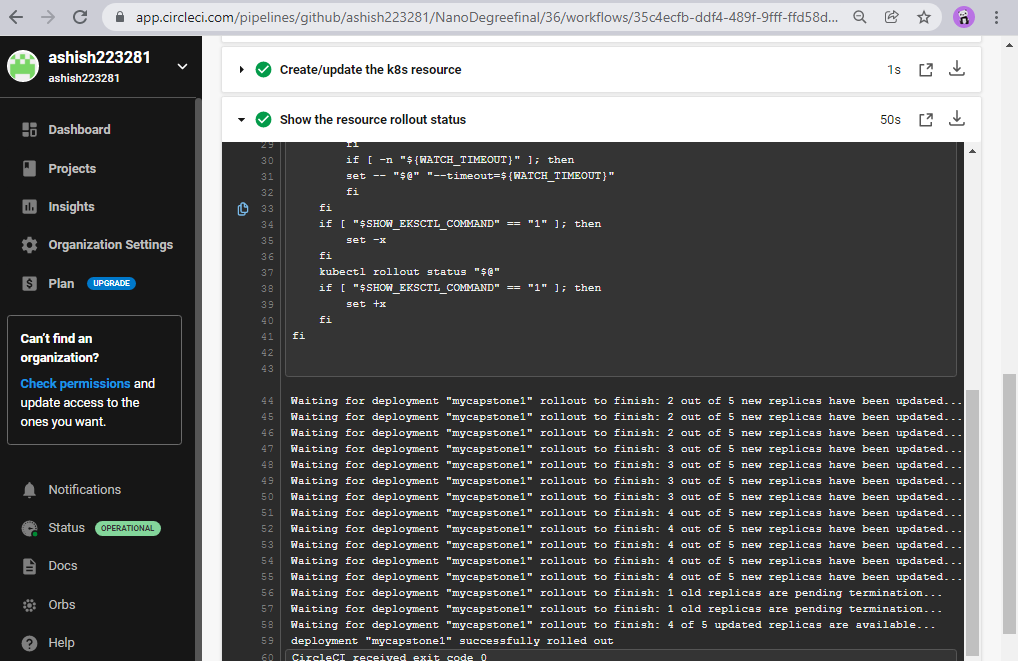 app.circleci.com/pipelines/github/ashish223281/NanoDegreefinal/36/workflows/35c4ecfb-ddf4-489f-9fff-ffd58d...
ashish223281
ashish223281
Dashboard
Projects
Insights
Organization Settings
Plan UPGRADE
Can't find an
organization?
Check permissions and
update access to the
ones you want.
Notifications
Status OPERATIONAL
Docs
Orbs
Help
Create/update the k8s resource 1s
Show the resource rollout status 50s
29 fi
30 if [ -n "${WATCH_TIMEOUT}" ]; then
31 set -- "$@" "--timeout=${WATCH_TIMEOUT}"
32 fi
33 fi
34 if [ "$SHOW_EKSCTL_COMMAND" == "1" ]; then
35 set -x
36 fi
37 kubectl rollout status "$@"
38 if [ "$SHOW_EKSCTL_COMMAND" == "1" ]; then
39 set +x
40 fi
41 fi
42
43
44 Waiting for deployment "mycapstone1" rollout to finish: 2 out of 5 new replicas have been updated...
45 Waiting for deployment "mycapstone1" rollout to finish: 2 out of 5 new replicas have been updated...
46 Waiting for deployment "mycapstone1" rollout to finish: 2 out of 5 new replicas have been updated...
47 Waiting for deployment "mycapstone1" rollout to finish: 3 out of 5 new replicas have been updated...
48 Waiting for deployment "mycapstone1" rollout to finish: 3 out of 5 new replicas have been updated...
49 Waiting for deployment "mycapstone1" rollout to finish: 3 out of 5 new replicas have been updated...
50 Waiting for deployment "mycapstone1" rollout to finish: 3 out of 5 new replicas have been updated...
51 Waiting for deployment "mycapstone1" rollout to finish: 4 out of 5 new replicas have been updated...
52 Waiting for deployment "mycapstone1" rollout to finish: 4 out of 5 new replicas have been updated...
53 Waiting for deployment "mycapstone1" rollout to finish: 4 out of 5 new replicas have been updated...
54 Waiting for deployment "mycapstone1" rollout to finish: 4 out of 5 new replicas have been updated...
55 Waiting for deployment "mycapstone1" rollout to finish: 4 out of 5 new replicas have been updated...
56 Waiting for deployment "mycapstone1" rollout to finish: 1 old replicas are pending termination...
57 Waiting for deployment "mycapstone1" rollout to finish: 1 old replicas are pending termination...
58 Waiting for deployment "mycapstone1" rollout to finish: 4 of 5 updated replicas are available...
59 deployment "mycapstone1" successfully rolled out
60 CircleCI received exit code 0